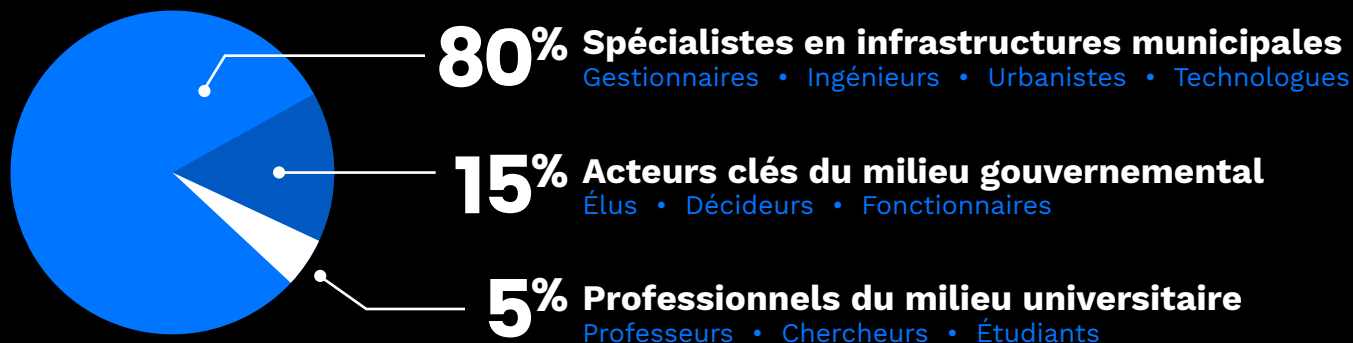 80% Spécialistes en infrastructures municipales
Gestionnaires • Ingénieurs • Urbanistes • Technologues
15% Acteurs clés du milieu gouvernemental
Élus • Décideurs • Fonctionnaires
5% Professionnels du milieu universitaire
Professeurs • Chercheurs • Étudiants